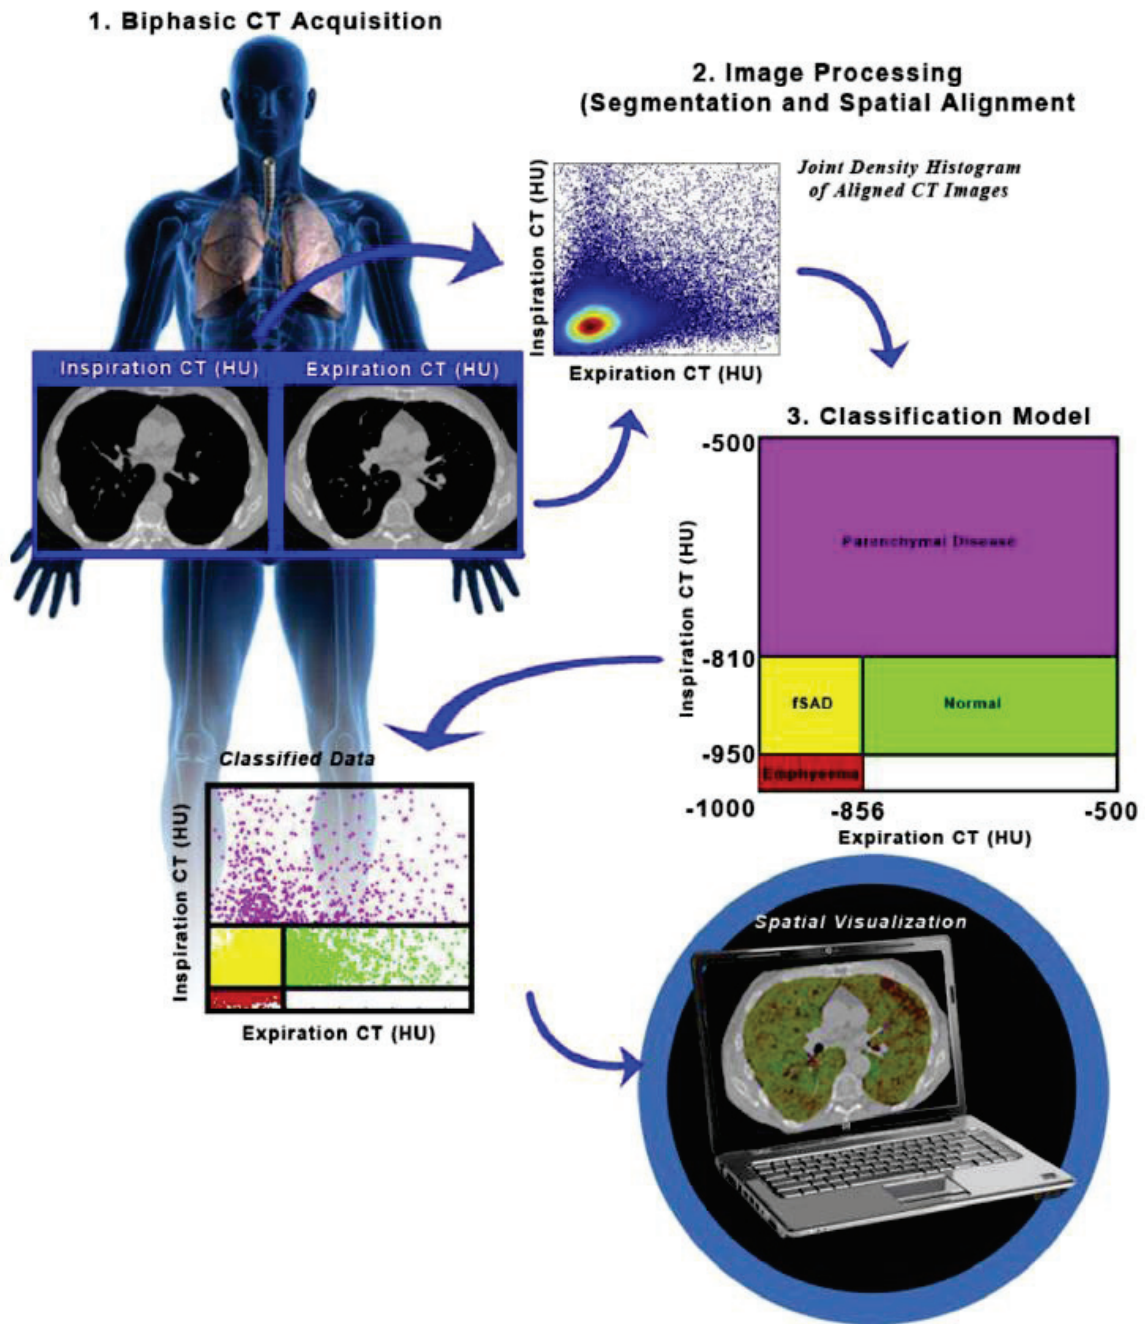 1. Biphasic CT Acquisition
2. Image Processing
(Segmentation and Spatial Alignment
Joint Density Histogram
of Aligned CT Images
Inspiration CT (HU)
Expiration CT (HU)
Inspiration CT (HU)
Expiration CT (HU)
3. Classification Model
-500
Parenchymal Disease
Inspiration CT (HU)
-810
fSAD
Normal
-950
Emphysema
-1000
-856
-500
Expiration CT (HU)
Classified Data
Inspiration CT (HU)
Expiration CT (HU)
Spatial Visualization